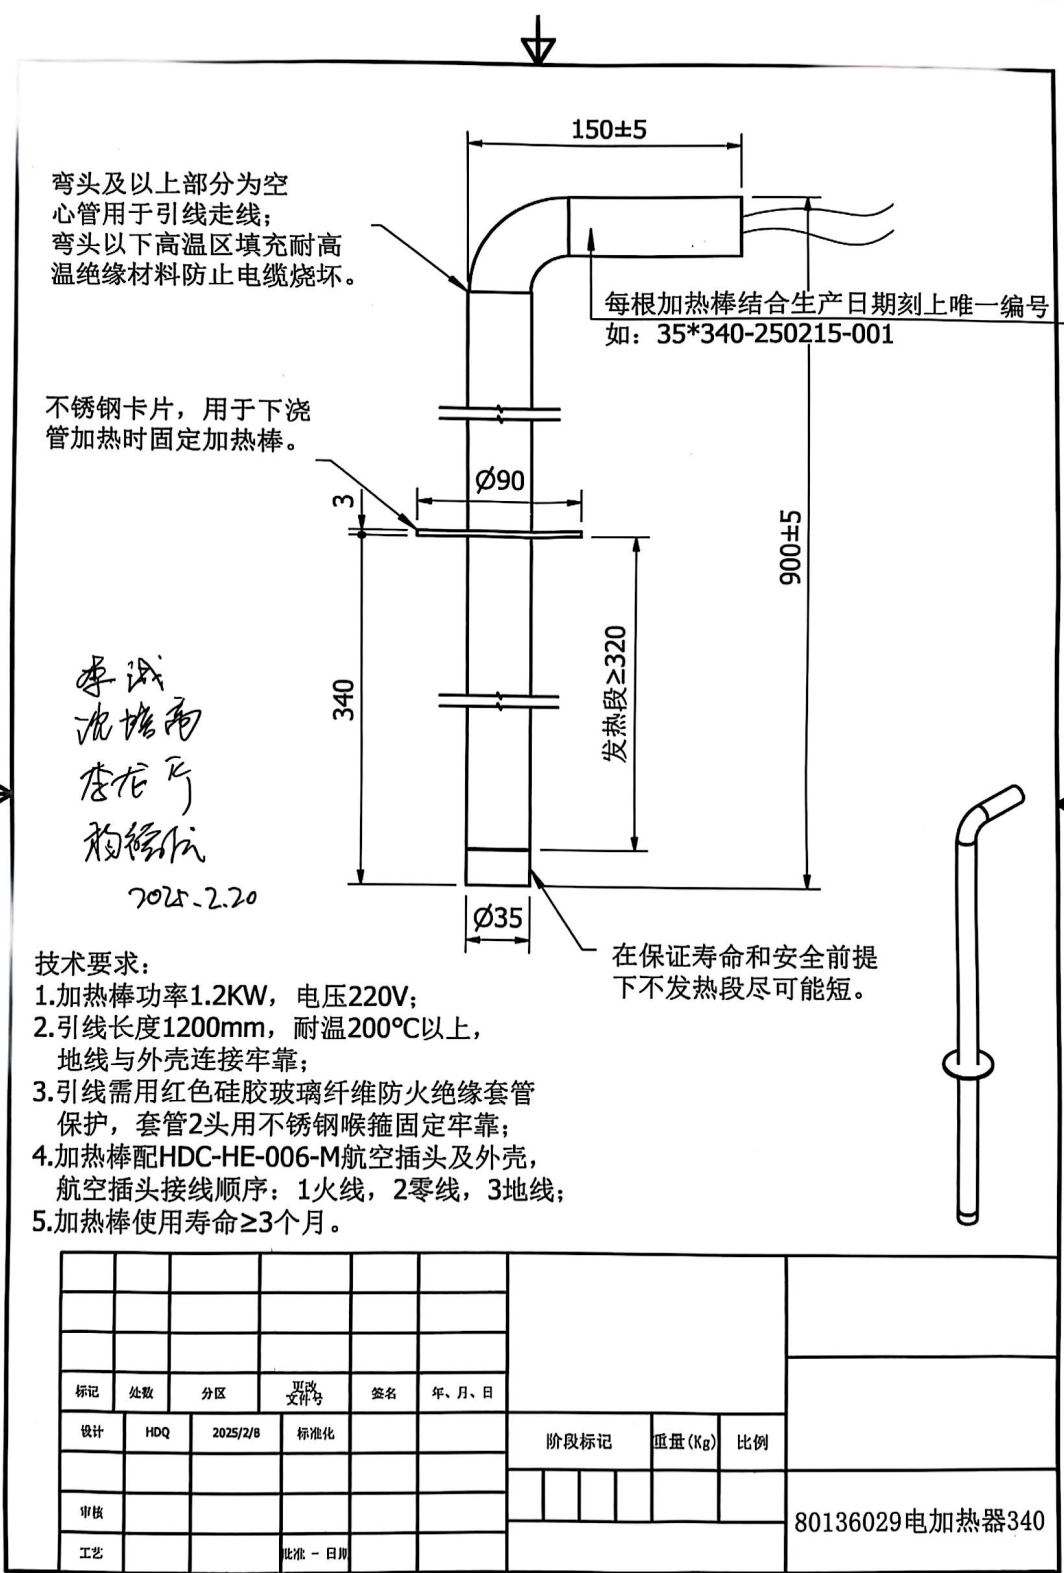 150±5
弯头及以上部分为空
心管用于引线走线；
弯头以下高温区填充耐高
温绝缘材料防止电缆烧坏。
每根加热棒结合生产日期刻上唯一编号
如：35*340-250215-001
不锈钢卡片，用于下浇
管加热时固定加热棒。
Ø90
3
900±5
发热段≥320
340
2025.2.20
Ø35
在保证寿命和安全前提
下不发热段尽可能短。
技术要求：
1.加热棒功率1.2KW，电压220V；
2.引线长度1200mm，耐温200°C以上，
地线与外壳连接牢靠；
3.引线需用红色硅胶玻璃纤维防火绝缘套管
保护，套管2头用不锈钢喉箍固定牢靠；
4.加热棒配HDC-HE-006-M航空插头及外壳，
航空插头接线顺序：1火线，2零线，3地线；
5.加热棒使用寿命≥3个月。
标记 处数 分区 更改文件号 签名 年、月、日
设计 HDQ 2025/2/8 标准化
阶段标记 重量(Kg) 比例
审核
工艺 批准 - 日期
80136029电加热器340